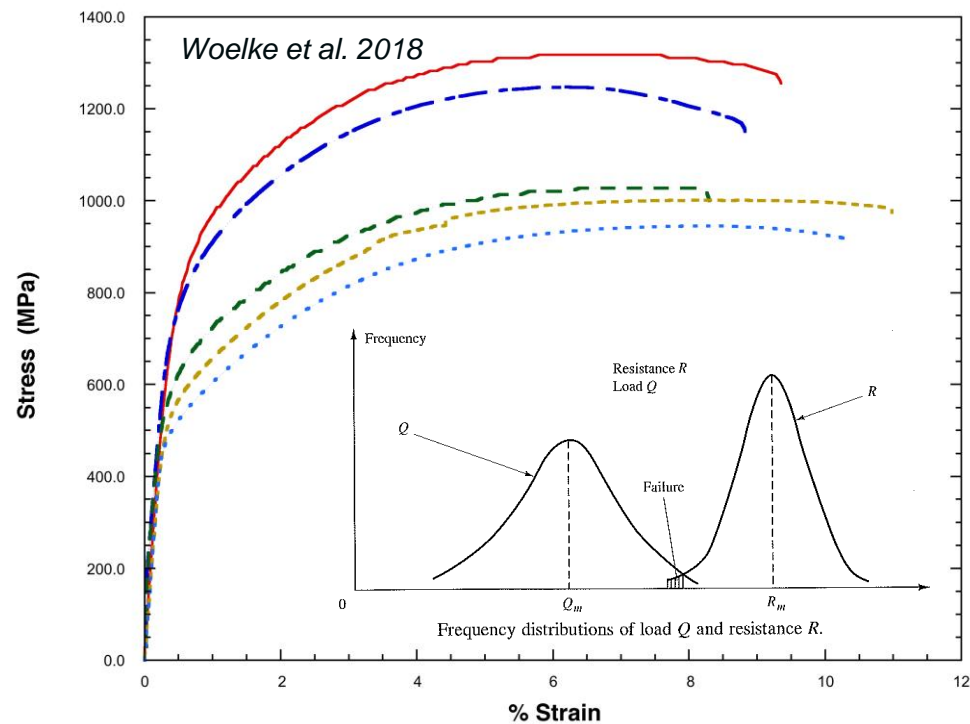 Woelke et al. 2018
Stress (MPa)
1400.0
1200.0
1000.0
800.0
600.0
400.0
200.0
0.0
Frequency
Resistance R
Load Q
Q
R
Failure
0
Qm
Rm
Frequency distributions of load Q and resistance R.
0
2
4
6
8
10
12
% Strain